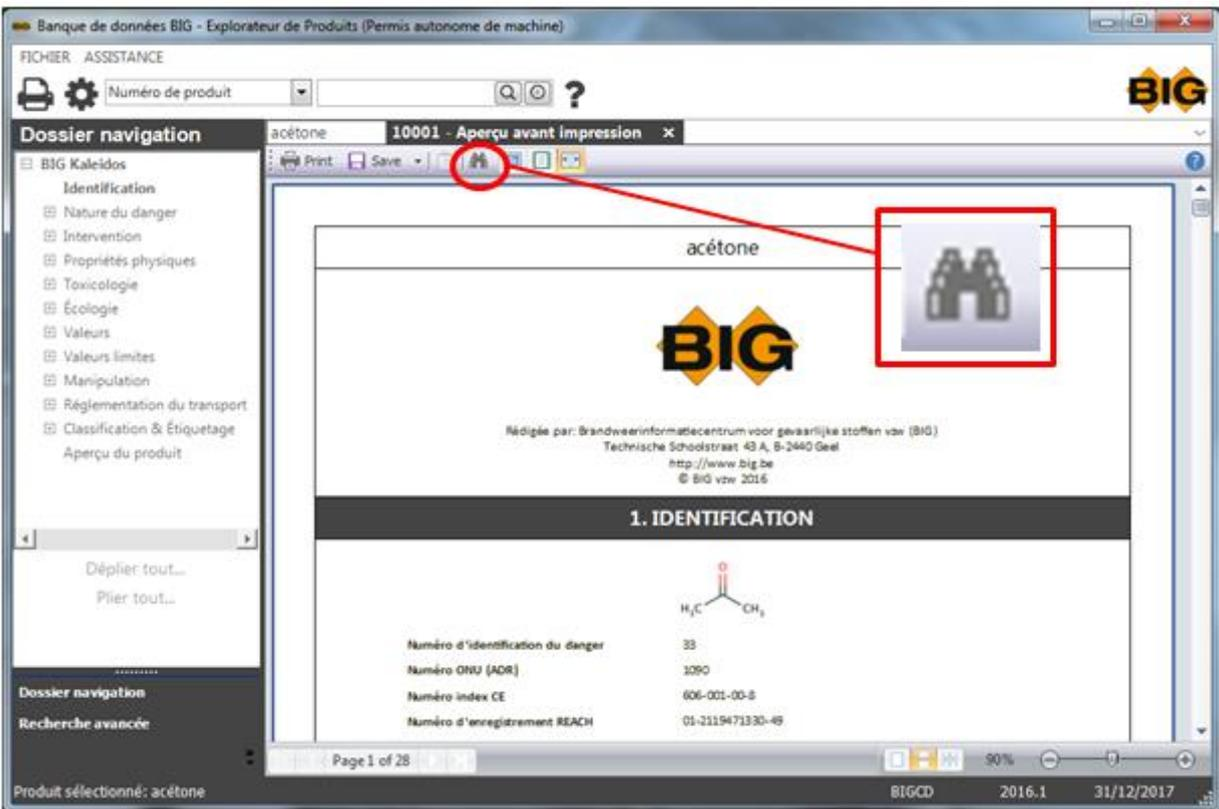 Banque de données BIG - Explorateur de Produits (Permis autonome de machine)
FICHIER ASSISTANCE
Numéro de produit
?
BIG
Dossier navigation
acétone
10001 - Aperçu avant impression
Print
Save
BIG Kaleidos
Identification
Nature du danger
Intervention
Propriétés physiques
Toxicologie
Écologie
Valeurs
Valeurs limites
Manipulation
Réglementation du transport
Classification & Étiquetage
Aperçu du produit
Déplier tout...
Plier tout...
Dossier navigation
Recherche avancée
acétone
BIG
Rédigée par: Brandweerinformatiecentrum voor gevaarlijke stoffen vzw (BIG)
Technische Schoolstraat 43 A, B-2440 Geel
http://www.big.be
© BIG vzw 2016
1. IDENTIFICATION
O
H3C CH3
Numéro d'identification du danger 33
Numéro ONU (ADR) 1090
Numéro index CE 606-001-00-8
Numéro d'enregistrement REACH 01-2119471330-49
Page 1 of 28
90%
Produit sélectionné: acétone
BIGCD 2016.1 31/12/2017